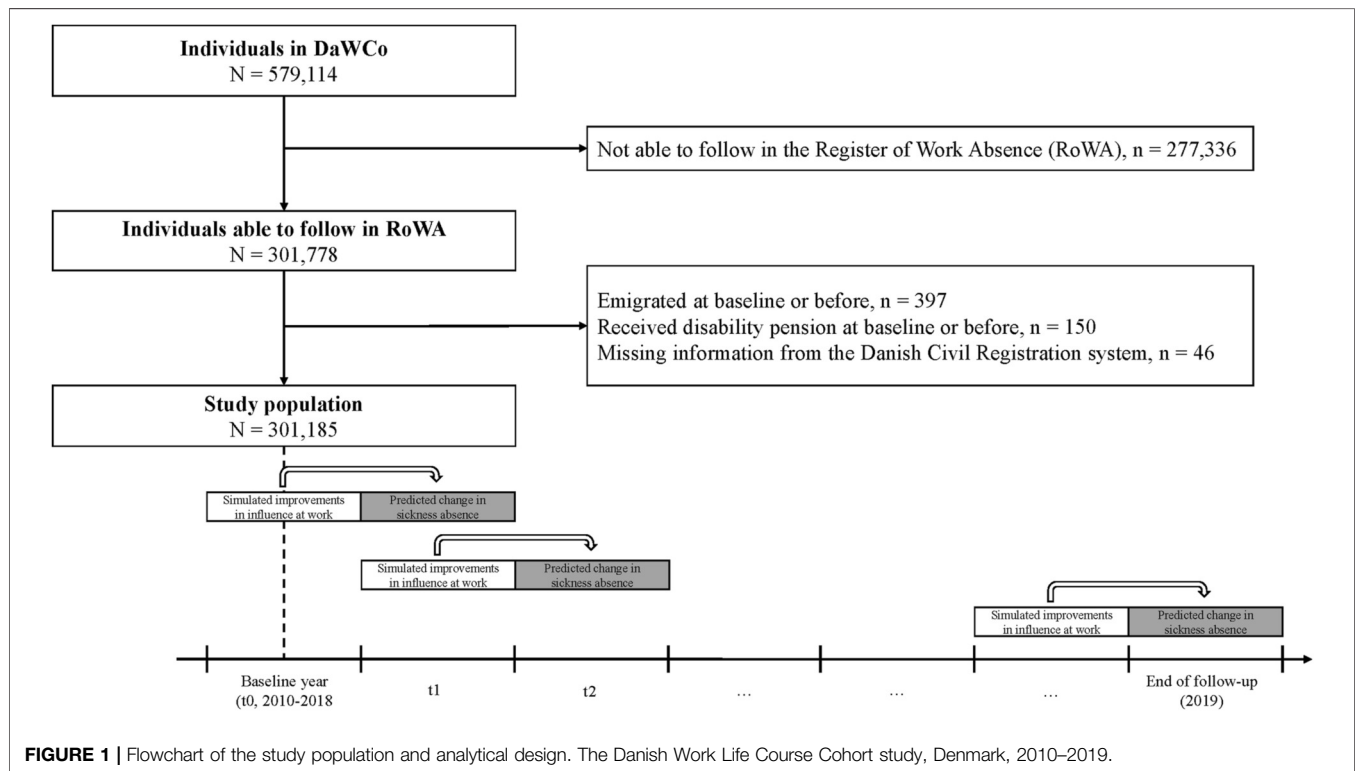 Individuals in DaWCo
N = 579,114
Not able to follow in the Register of Work Absence (RoWA), n = 277,336
Individuals able to follow in RoWA
N = 301,778
Emigrated at baseline or before, n = 397
Received disability pension at baseline or before, n = 150
Missing information from the Danish Civil Registration system, n = 46
Study population
N = 301,185
Simulated improvements
in influence at work
Predicted change in
sickness absence
Simulated improvements
in influence at work
Predicted change in
sickness absence
Simulated improvements
in influence at work
Predicted change in
sickness absence
Baseline year
(t0, 2010-2018
t1
t2
...
...
...
End of follow-up
(2019)
FIGURE 1 | Flowchart of the study population and analytical design. The Danish Work Life Course Cohort study, Denmark, 2010–2019.